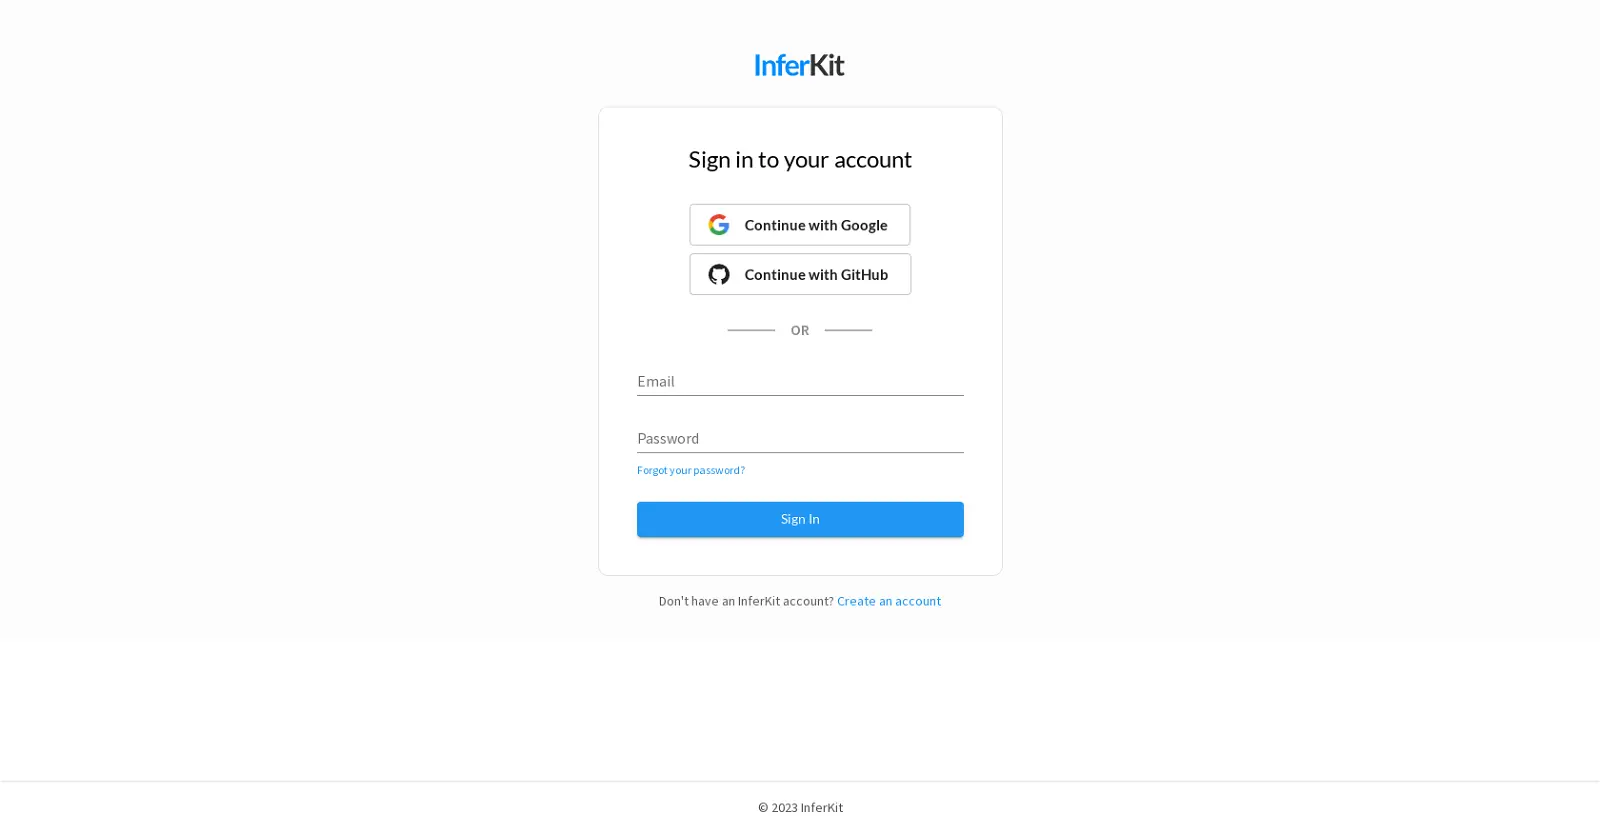 InferKit
Sign in to your account
Continue with Google
Continue with GitHub
OR
Email
Password
Forgot your password?
Sign In
Don't have an InferKit account? Create an account
© 2023 InferKit